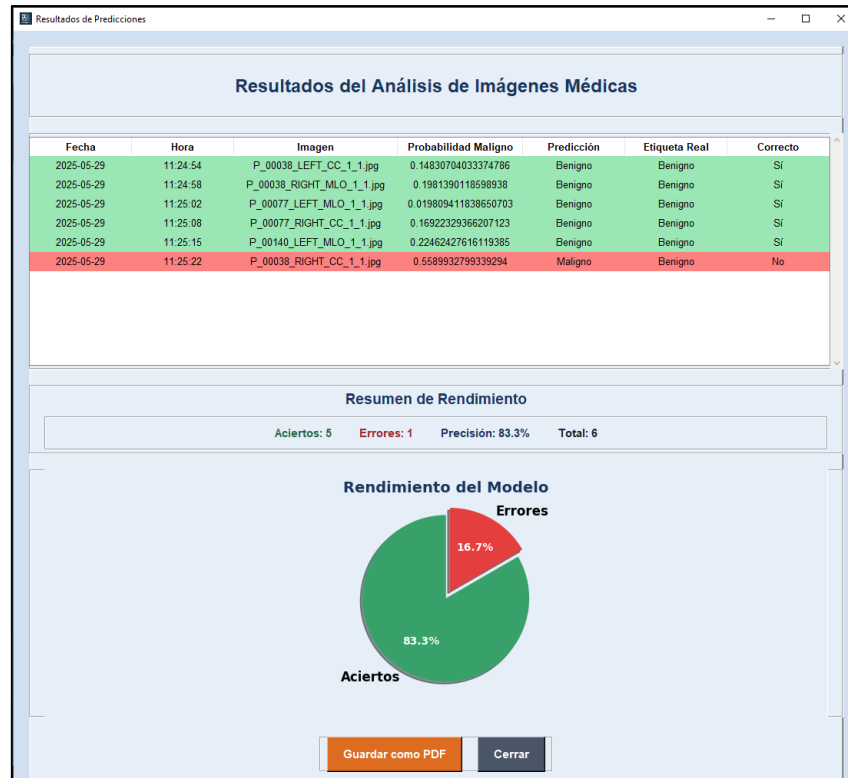 Resultados de Predicciones
Resultados del Análisis de Imágenes Médicas
Fecha Hora Imagen Probabilidad Maligno Predicción Etiqueta Real Correcto
2025-05-29 11:24:54 P_00038_LEFT_CC_1_1.jpg 0.14830704033374786 Benigno Benigno Sí
2025-05-29 11:24:58 P_00038_RIGHT_MLO_1_1.jpg 0.1981390118598938 Benigno Benigno Sí
2025-05-29 11:25:02 P_00077_LEFT_MLO_1_1.jpg 0.019809411838650703 Benigno Benigno Sí
2025-05-29 11:25:08 P_00077_RIGHT_CC_1_1.jpg 0.16922329366207123 Benigno Benigno Sí
2025-05-29 11:25:15 P_00140_LEFT_MLO_1_1.jpg 0.22462427616119385 Benigno Benigno Sí
2025-05-29 11:25:22 P_00038_RIGHT_CC_1_1.jpg 0.5589932799339294 Maligno Benigno No
Resumen de Rendimiento
Aciertos: 5 Errores: 1 Precisión: 83.3% Total: 6
Rendimiento del Modelo
Errores
16.7%
83.3%
Aciertos
Guardar como PDF Cerrar